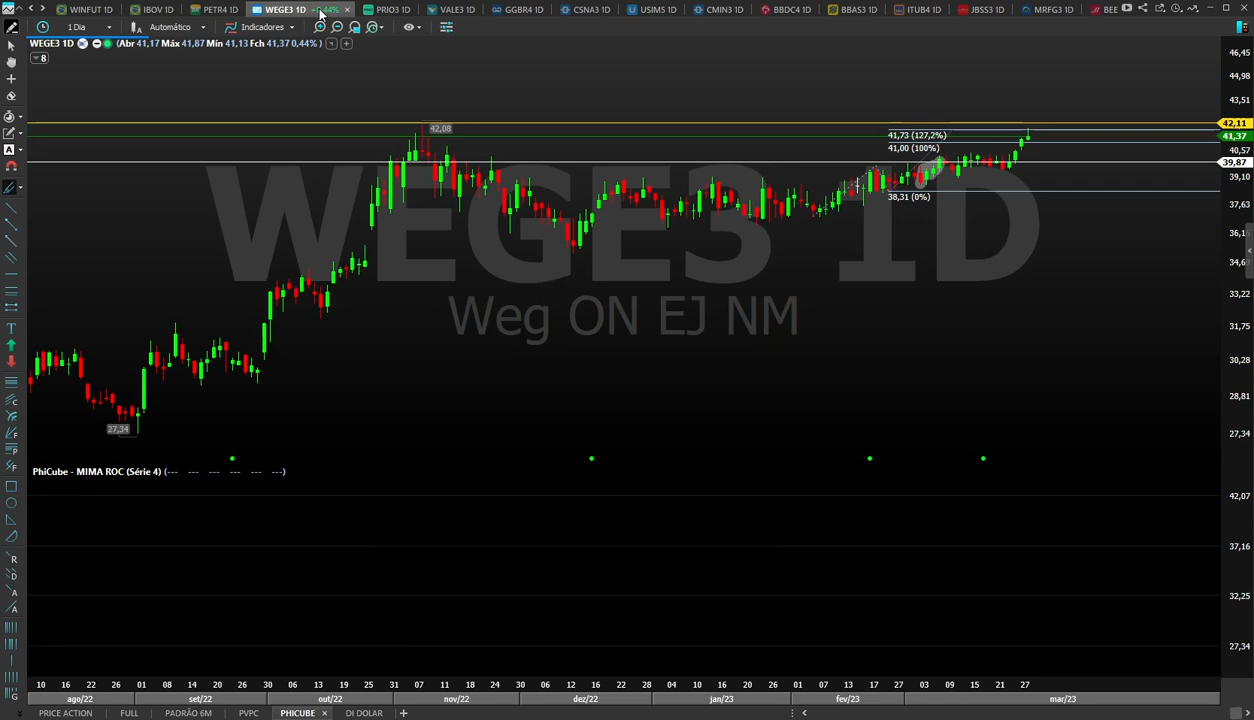 WINFUT 1D IBOV 1D PETR4 1D WEGE3 1D +0,44% × PRIO3 1D VALE3 1D GGBR4 1D CSNA3 1D USIM5 1D CMIN3 1D BBDC4 1D BBAS3 1D ITUB4 1D JBSS3 1D MRFG3 1D BEE
1 Dia Automático Indicadores
WEGE3 1D (Abr 41,17 Máx 41,87 Mín 41,13 Fch 41,37 0,44% )
8
46,45
44,98
43,51
42,11
42,08
41,73 (127,2%)
41,37
41,00 (100%)
40,57
39,87
39,10
38,31 (0%)
37,63
WEGE3 1D
Weg ON EJ NM
33,22
31,75
30,28
28,81
27,34
27,34
PhiCube - MIMA ROC (Série 4) (--- --- --- --- --- ---)
42,07
37,16
32,25
27,34
10 16 22 26 01 08 14 20 26 30 06 13 19 25 31 07 11 18 24 30 06 12 16 22 28 04 10 16 20 26 01 07 13 17 27 03 09 15 21 27
ago/22 set/22 out/22 nov/22 dez/22 jan/23 fev/23 mar/23
PRICE ACTION FULL PADRÃO 6M PVPC PHICUBE × DI DOLAR +